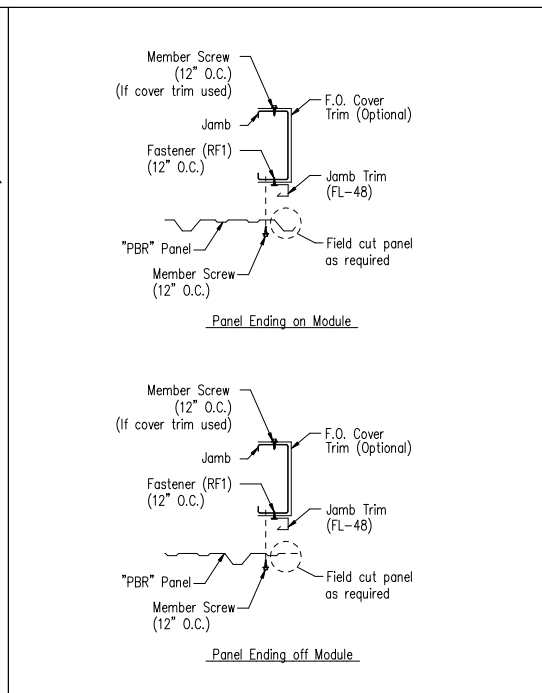 Member Screw
(12" O.C.)
(If cover trim used)
F.O. Cover
Trim (Optional)
Jamb
Fastener (RF1)
(12" O.C.)
Jamb Trim
(FL-48)
"PBR" Panel
Field cut panel
as required
Member Screw
(12" O.C.)
Panel Ending on Module
Member Screw
(12" O.C.)
(If cover trim used)
F.O. Cover
Trim (Optional)
Jamb
Fastener (RF1)
(12" O.C.)
Jamb Trim
(FL-48)
"PBR" Panel
Field cut panel
as required
Member Screw
(12" O.C.)
Panel Ending off Module